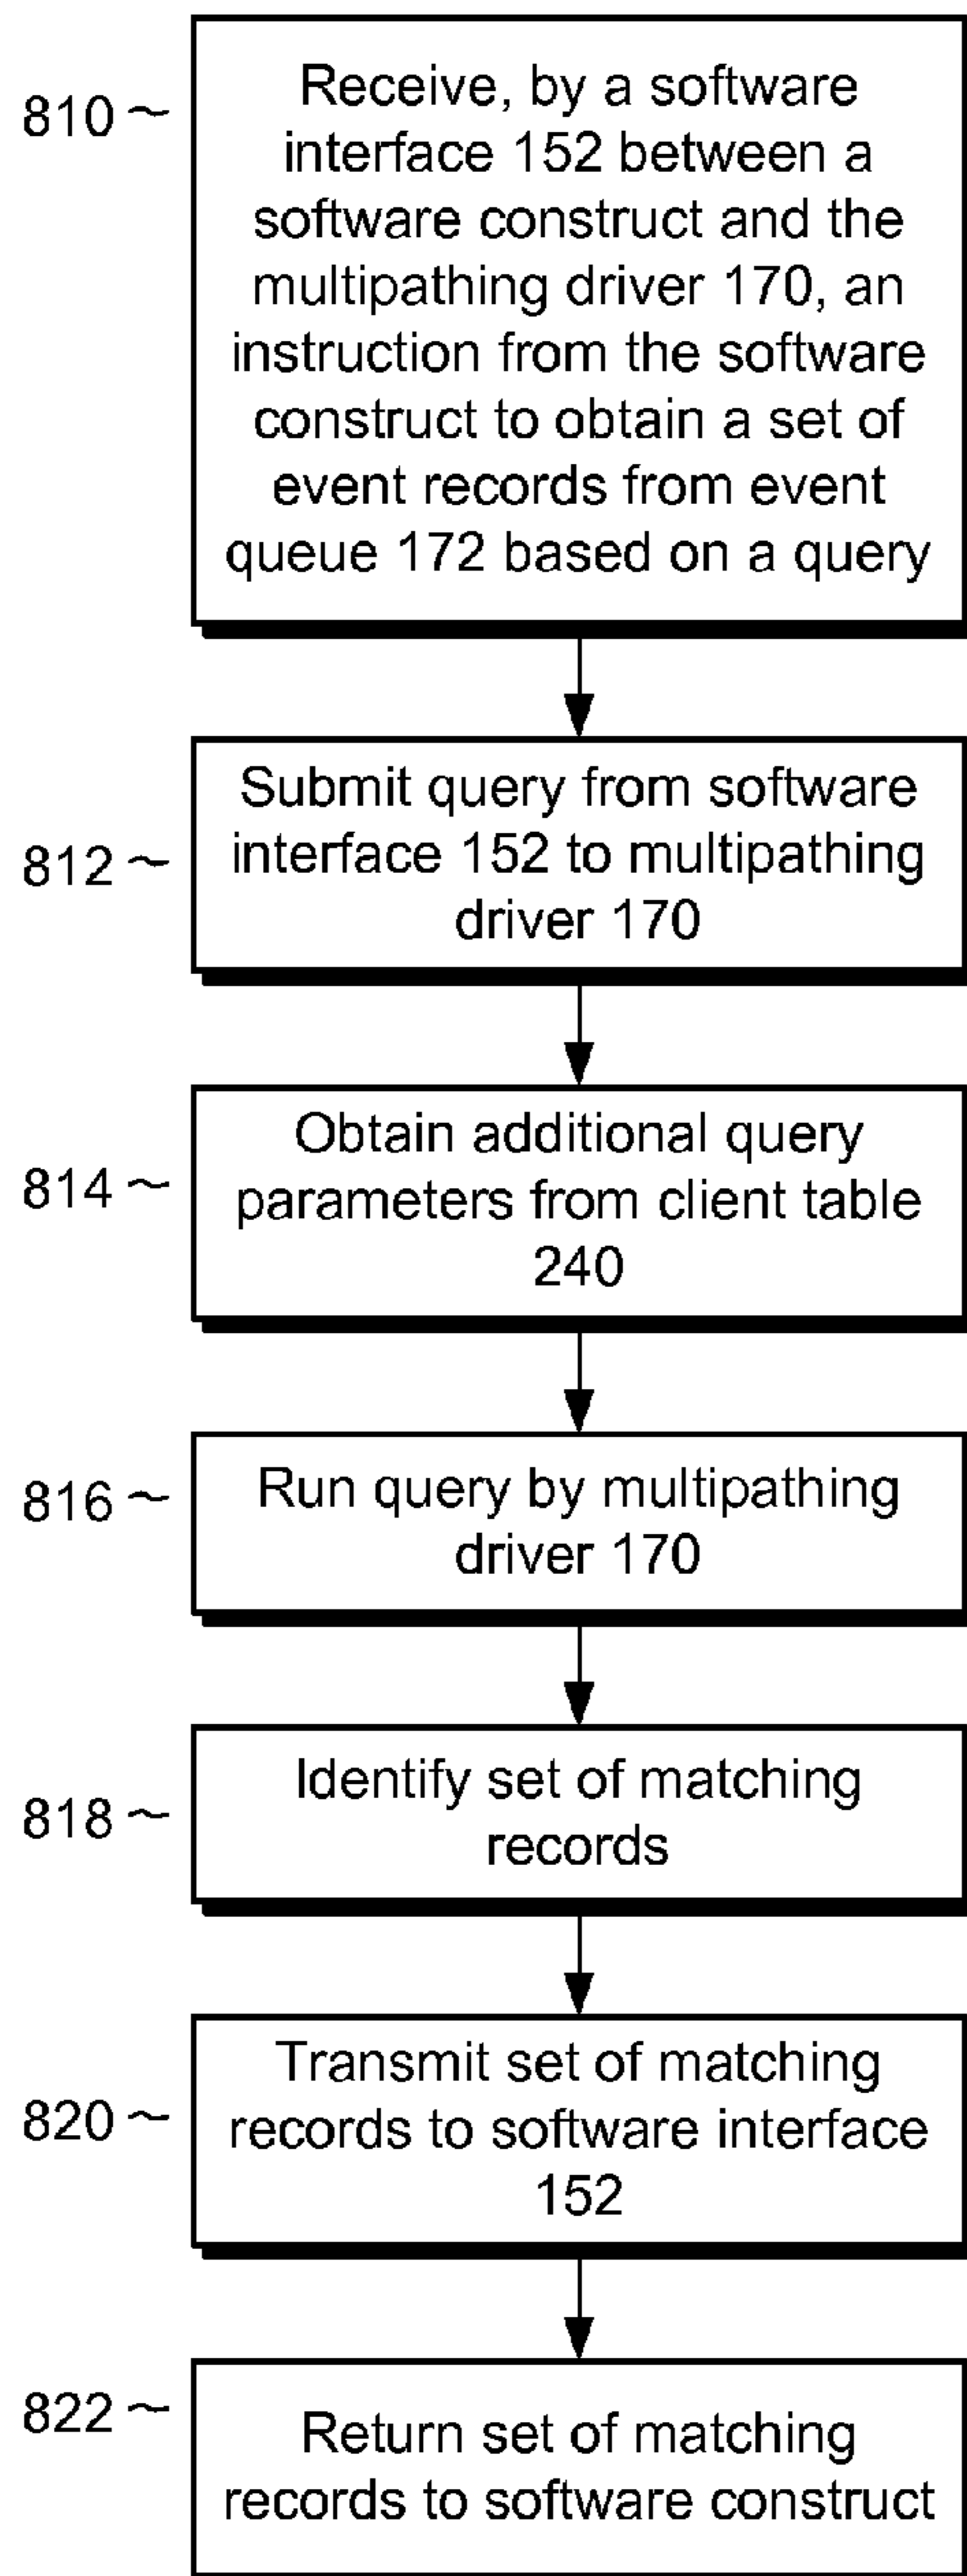 810 ~
Receive, by a software
interface 152 between a
software construct and the
multipathing driver 170, an
instruction from the software
construct to obtain a set of
event records from event
queue 172 based on a query
812 ~
Submit query from software
interface 152 to multipathing
driver 170
814 ~
Obtain additional query
parameters from client table
240
816 ~
Run query by multipathing
driver 170
818 ~
Identify set of matching
records
820 ~
Transmit set of matching
records to software interface
152
822 ~
Return set of matching
records to software construct